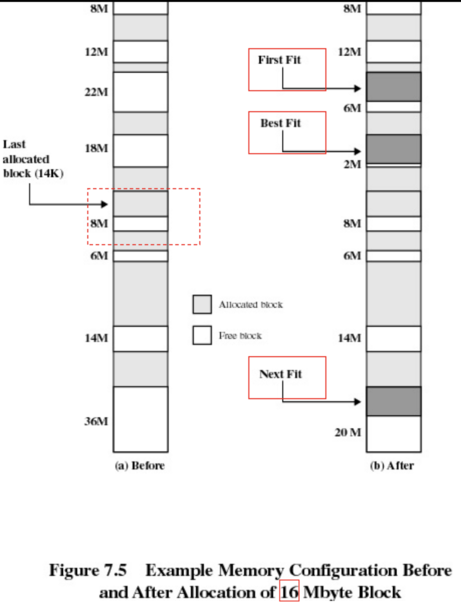 8M
12M
22M
18M
Last
allocated
block (14K)
8M
6M
14M
36M
(a) Before
Allocated block
Free block
8M
12M
First Fit
6M
Best Fit
2M
8M
6M
14M
Next Fit
20 M
(b) After
Figure 7.5 Example Memory Configuration Before
and After Allocation of 16 Mbyte Block